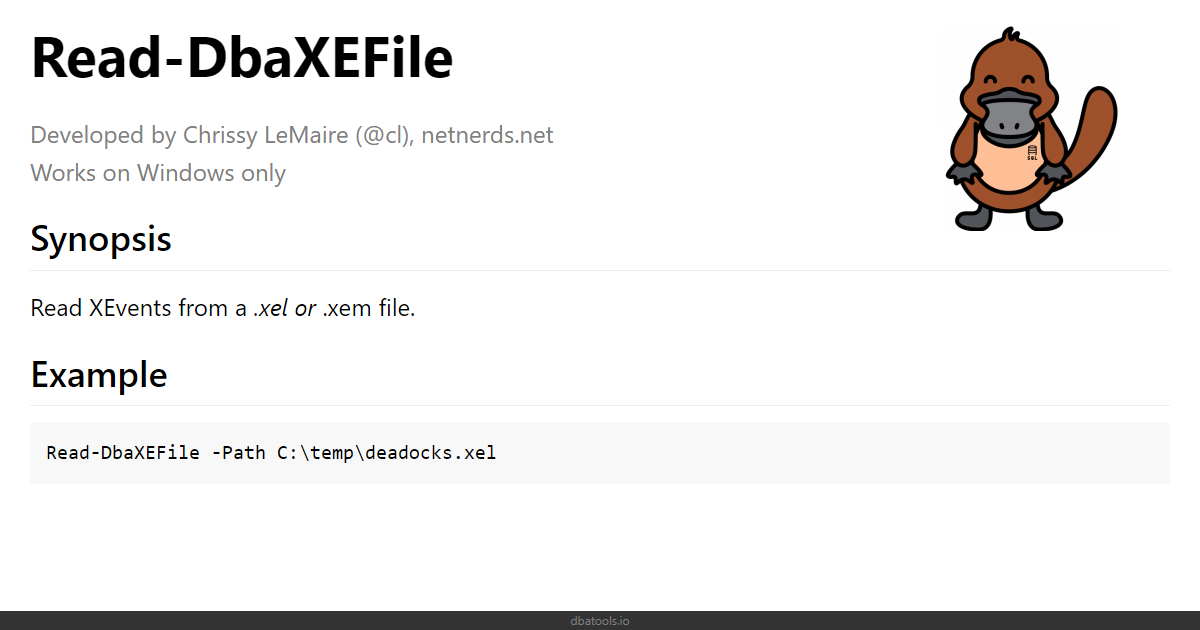 Read-DbaXEFile
Developed by Chrissy LeMaire (@cl), netnerds.net
Works on Windows only
SQL
Synopsis
Read XEvents from a .xel or .xem file.
Example
Read-DbaXEFile -Path C:\temp\deadocks.xel
dbatools.io